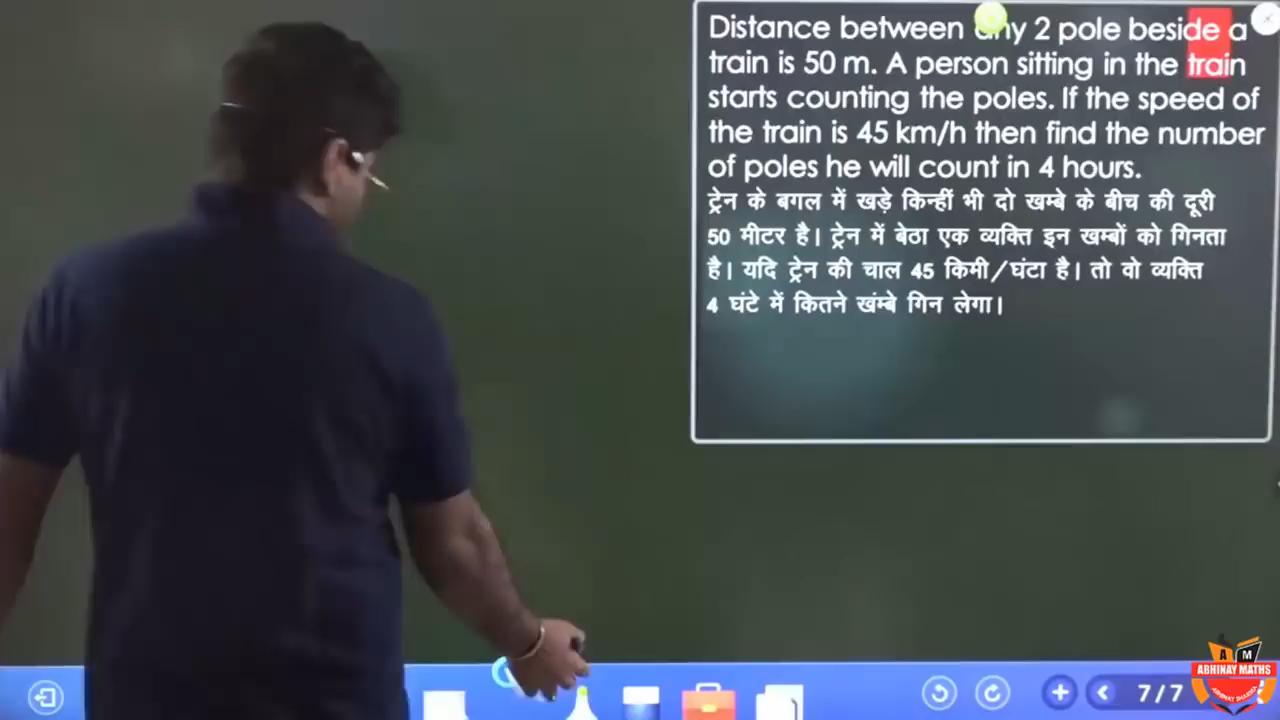 Distance between any 2 pole beside a
train is 50 m. A person sitting in the train
starts counting the poles. If the speed of
the train is 45 km/h then find the number
of poles he will count in 4 hours.
ट्रेन के बगल में खड़े किन्हीं भी दो खम्बे के बीच की दूरी
50 मीटर है। ट्रेन में बेठा एक व्यक्ति इन खम्बों को गिनता
है। यदि ट्रेन की चाल 45 किमी/घंटा है। तो वो व्यक्ति
4 घंटे में कितने खंम्बे गिन लेगा।
7/7
A M
ABHINAY MATHS
ABHINAY SHARMA